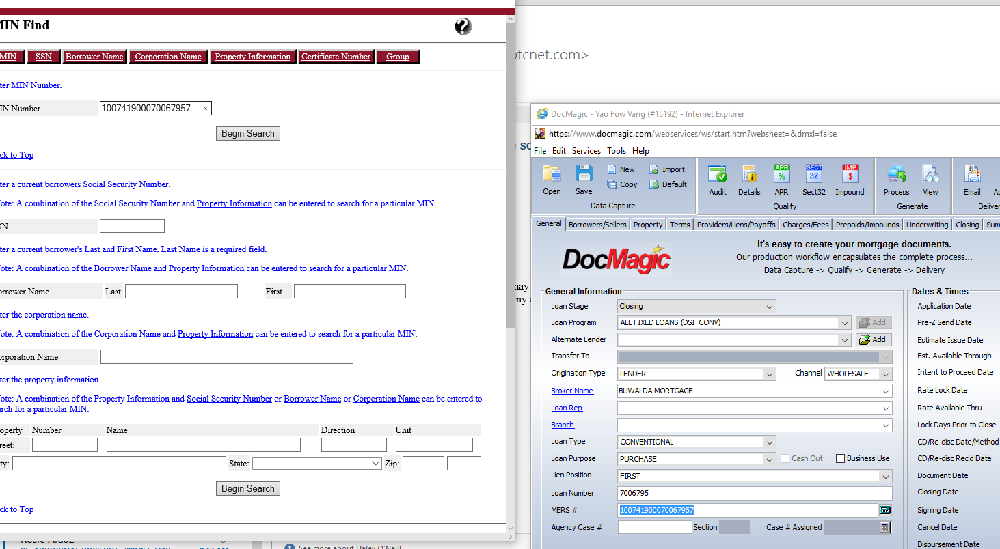 MIN Find
MIN SSN Borrower Name Corporation Name Property Information Certificate Number Group
ter MIN Number.
IN Number 100741900070067957 ×
Begin Search
ck to Top
ter a current borrowers Social Security Number.
ote: A combination of the Social Security Number and Property Information can be entered to search for a particular MIN.
SN
ter a current borrower's Last and First Name. Last Name is a required field.
ote: A combination of the Borrower Name and Property Information can be entered to search for a particular MIN.
orrower Name Last First
ter the corporation name.
ote: A combination of the Corporation Name and Property Information can be entered to search for a particular MIN.
orporation Name
ter the property information.
ote: A combination of the Property Information and Social Security Number or Borrower Name or Corporation Name can be entered to
arch for a particular MIN.
operty Number Name Direction Unit
reet:
ty: State: Zip:
Begin Search
ck to Top
otcnet.com>
DocMagic - Yao Fow Vang (#15192) - Internet Explorer
https://www.docmagic.com/webservices/ws/start.htm?websheet=&dmxl=false
File Edit Services Tools Help
Open Save New Copy Import Default
Data Capture
Audit Details APR Sect32 Impound
Qualify
Process View
Generate
Email Ap
Deliver
General Borrowers/Sellers Property Terms Providers/Liens/Payoffs Charges/Fees Prepaids/Impounds Underwriting Closing Sum
DocMagic
It's easy to create your mortgage documents.
Our production workflow encapsulates the complete process...
Data Capture -> Qualify -> Generate -> Delivery
General Information
Loan Stage Closing
Loan Program ALL FIXED LOANS (DSI_CONV) Add
Alternate Lender Add
Transfer To
Origination Type LENDER Channel WHOLESALE
Broker Name BUWALDA MORTGAGE
Loan Rep
Branch
Loan Type CONVENTIONAL
Loan Purpose PURCHASE Cash Out Business Use
Lien Position FIRST
Loan Number 7006795
MERS # 100741900070067957
Agency Case # Section Case # Assigned
Dates & Times
Application Date
Pre-Z Send Date
Estimate Issue Date
Est. Available Through
Intent to Proceed Date
Rate Lock Date
Rate Available Thru
Lock Days Prior to Close
CD/Re-disc Date/Method
CD/Re-disc Rec'd Date
Document Date
Closing Date
Signing Date
Cancel Date
Disbursement Date
See more about Haley O'Neill